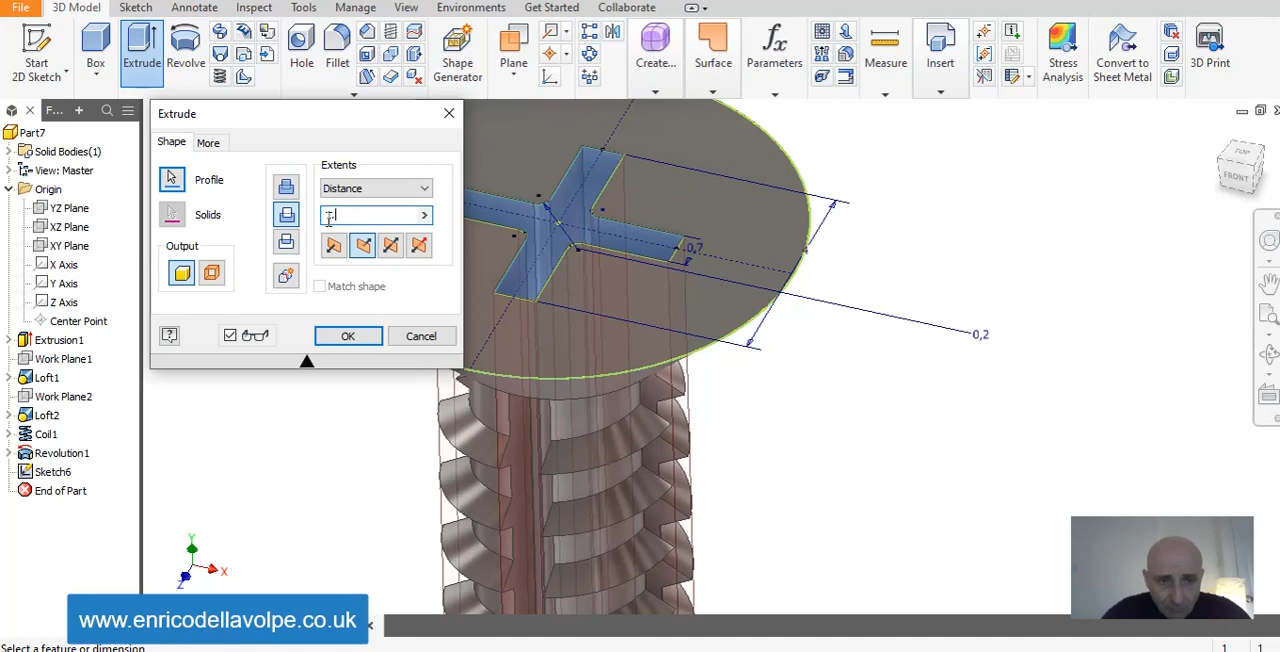 File 3D Model Sketch Annotate Inspect Tools Manage View Environments Get Started Collaborate
Start
2D Sketch
Box
Extrude
Revolve
Hole
Fillet
Shape
Generator
Plane
Create...
Surface
Parameters
Measure
Insert
Stress
Analysis
Convert to
Sheet Metal
3D Print
F...
Part7
Solid Bodies(1)
View: Master
Origin
YZ Plane
XZ Plane
XY Plane
X Axis
Y Axis
Z Axis
Center Point
Extrusion1
Work Plane1
Loft1
Work Plane2
Loft2
Coil1
Revolution1
Sketch6
End of Part
Extrude
Shape More
Profile
Solids
Output
Extents
Distance
Match shape
OK Cancel
0,7
4
0,2
TOP
FRONT
Y
X
Z
www.enricodellavolpe.co.uk
Select a feature or dimension
1 1